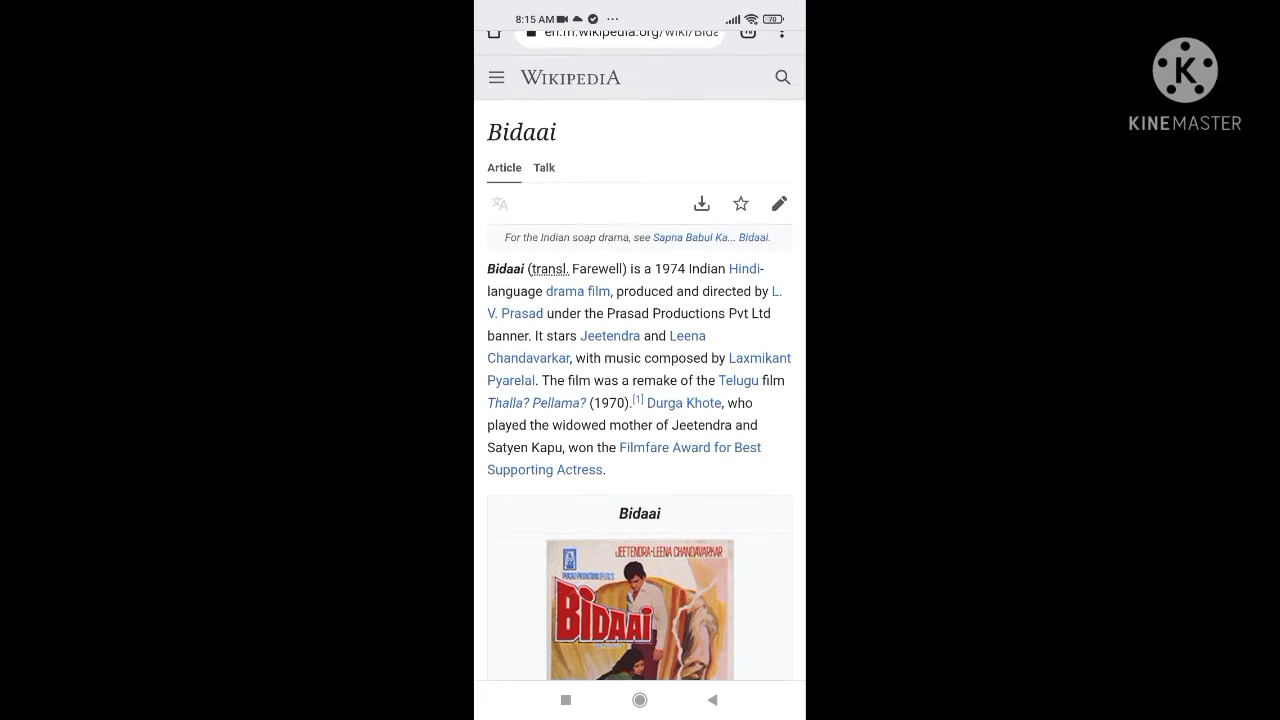 8:15 AM ... 70
en.m.wikipedia.org/wiki/Bida
WIKIPEDIA
KINEMASTER
Bidaai
Article Talk
For the Indian soap drama, see Sapna Babul Ka... Bidaai.
Bidaai (transl. Farewell) is a 1974 Indian Hindi-
language drama film, produced and directed by L.
V. Prasad under the Prasad Productions Pvt Ltd
banner. It stars Jeetendra and Leena
Chandavarkar, with music composed by Laxmikant
Pyarelal. The film was a remake of the Telugu film
Thalla? Pellama? (1970).[1] Durga Khote, who
played the widowed mother of Jeetendra and
Satyen Kapu, won the Filmfare Award for Best
Supporting Actress.
Bidaai
JEETENDRA-LEENA CHANDAVARKAR
BIDAAI